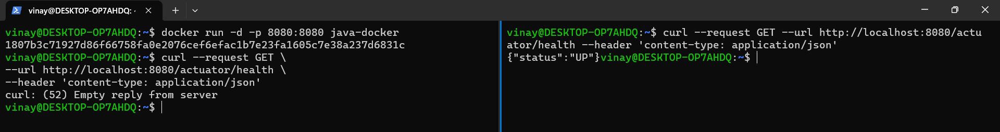 vinay@DESKTOP-OP7AHDQ: ‹
vinay@DESKTOP-OP7AHDQ:~$ docker run -d -p 8080:8080 java-docker
1807b3c71927d86f66758fa0e2076cef6efac1b7e23fa1605c7e38a237d6831c
vinay@DESKTOP-OP7AHDQ:~$ curl --request GET \
--url http://localhost:8080/actuator/health \
--header 'content-type: application/json'
curl: (52) Empty reply from server
vinay@DESKTOP-OP7AHDQ:~$
vinay@DESKTOP-OP7AHDQ:~$ curl --request GET --url http://localhost:8080/actu
ator/health --header 'content-type: application/json'
{"status":"UP"}vinay@DESKTOP-OP7AHDQ:~$